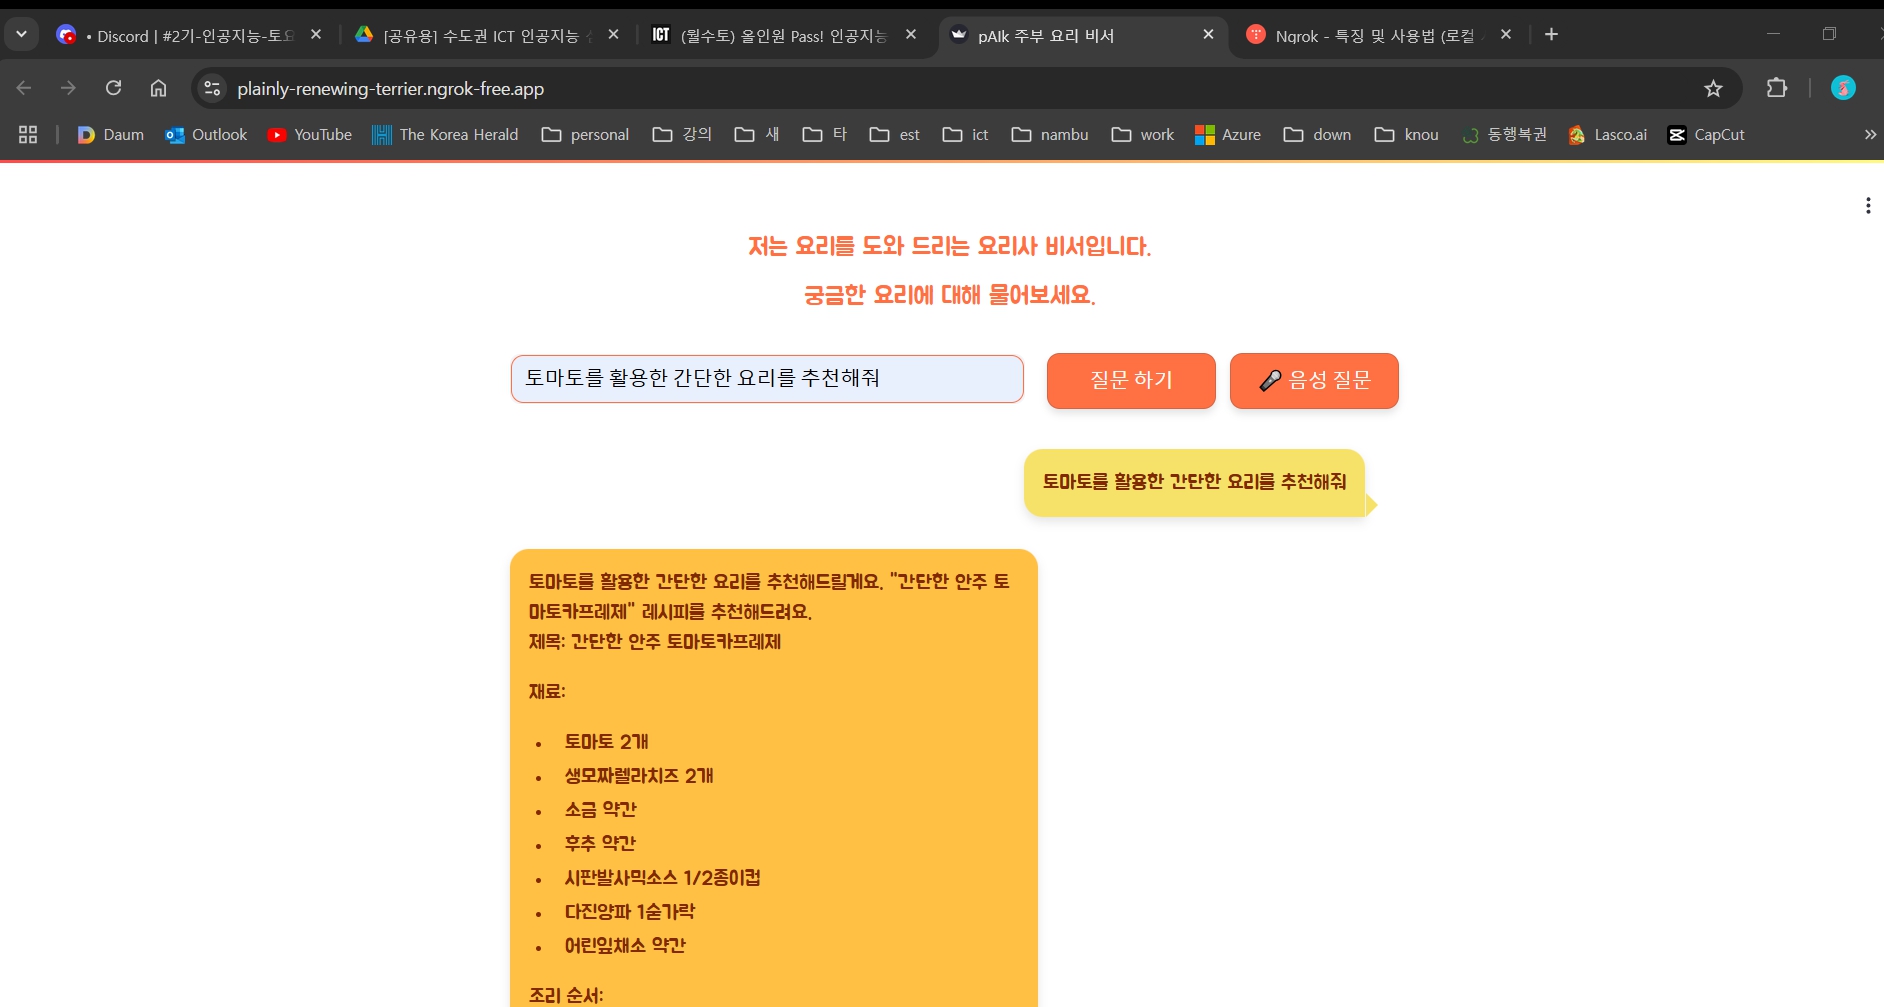 • Discord | #2기-인공지능-토요
[공유용] 수도권 ICT 인공지능
ICT (월수토) 올인원 Pass! 인공지능
pAIk 주부 요리 비서
Ngrok - 특징 및 사용법 (로컬
plainly-renewing-terrier.ngrok-free.app
Daum Outlook YouTube The Korea Herald personal 강의 새 타 est ict nambu work Azure down knou 동행복권 Lasco.ai CapCut
저는 요리를 도와 드리는 요리사 비서입니다.
궁금한 요리에 대해 물어보세요.
토마토를 활용한 간단한 요리를 추천해줘
질문 하기
음성 질문
토마토를 활용한 간단한 요리를 추천해줘
토마토를 활용한 간단한 요리를 추천해드릴게요. "간단한 안주 토
마토카프레제" 레시피를 추천해드려요.
제목: 간단한 안주 토마토카프레제
재료:
• 토마토 2개
• 생모짜렐라치즈 2개
• 소금 약간
• 후추 약간
• 시판발사믹소스 1/2종이컵
• 다진양파 1숟가락
• 어린잎채소 약간
조리 순서: